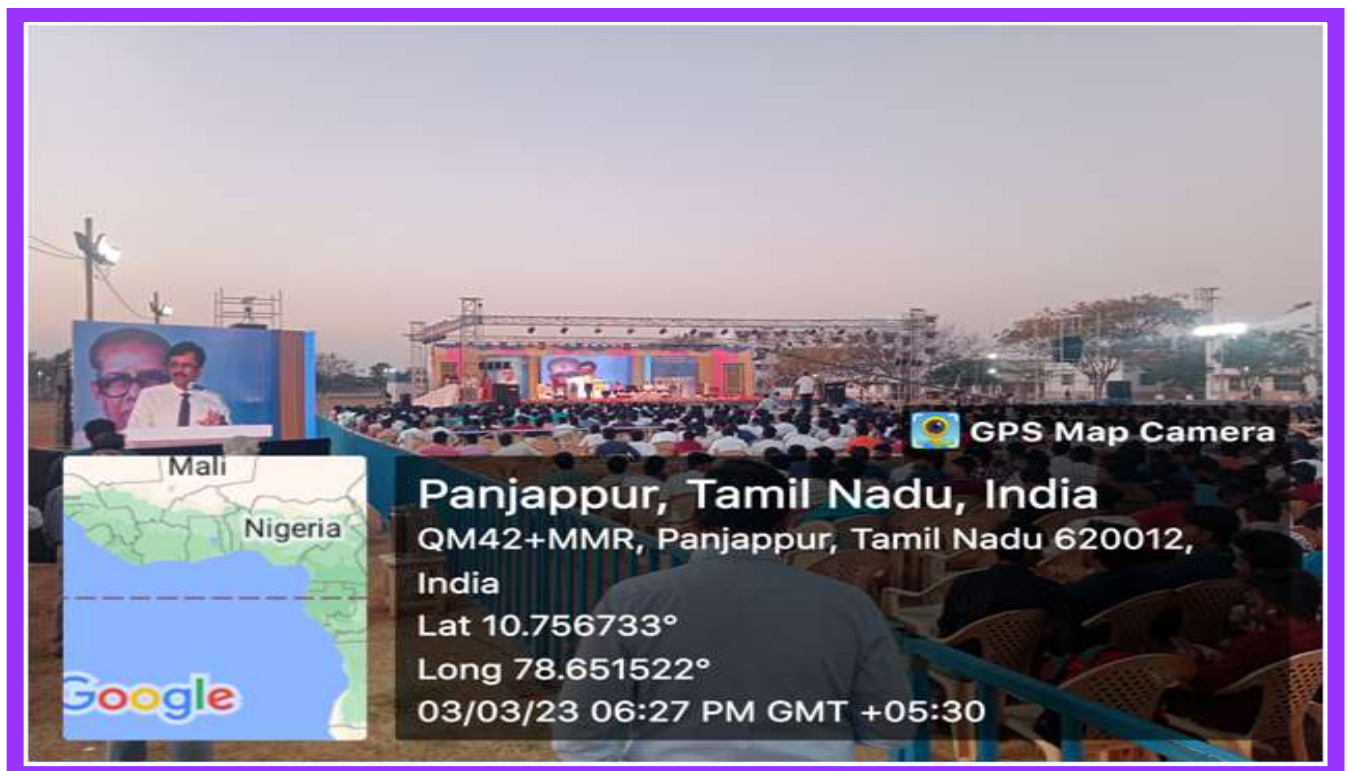 GPS Map Camera
Mali
Nigeria
Google
Panjappur, Tamil Nadu, India
QM42+MMR, Panjappur, Tamil Nadu 620012,
India
Lat 10.756733°
Long 78.651522°
03/03/23 06:27 PM GMT +05:30